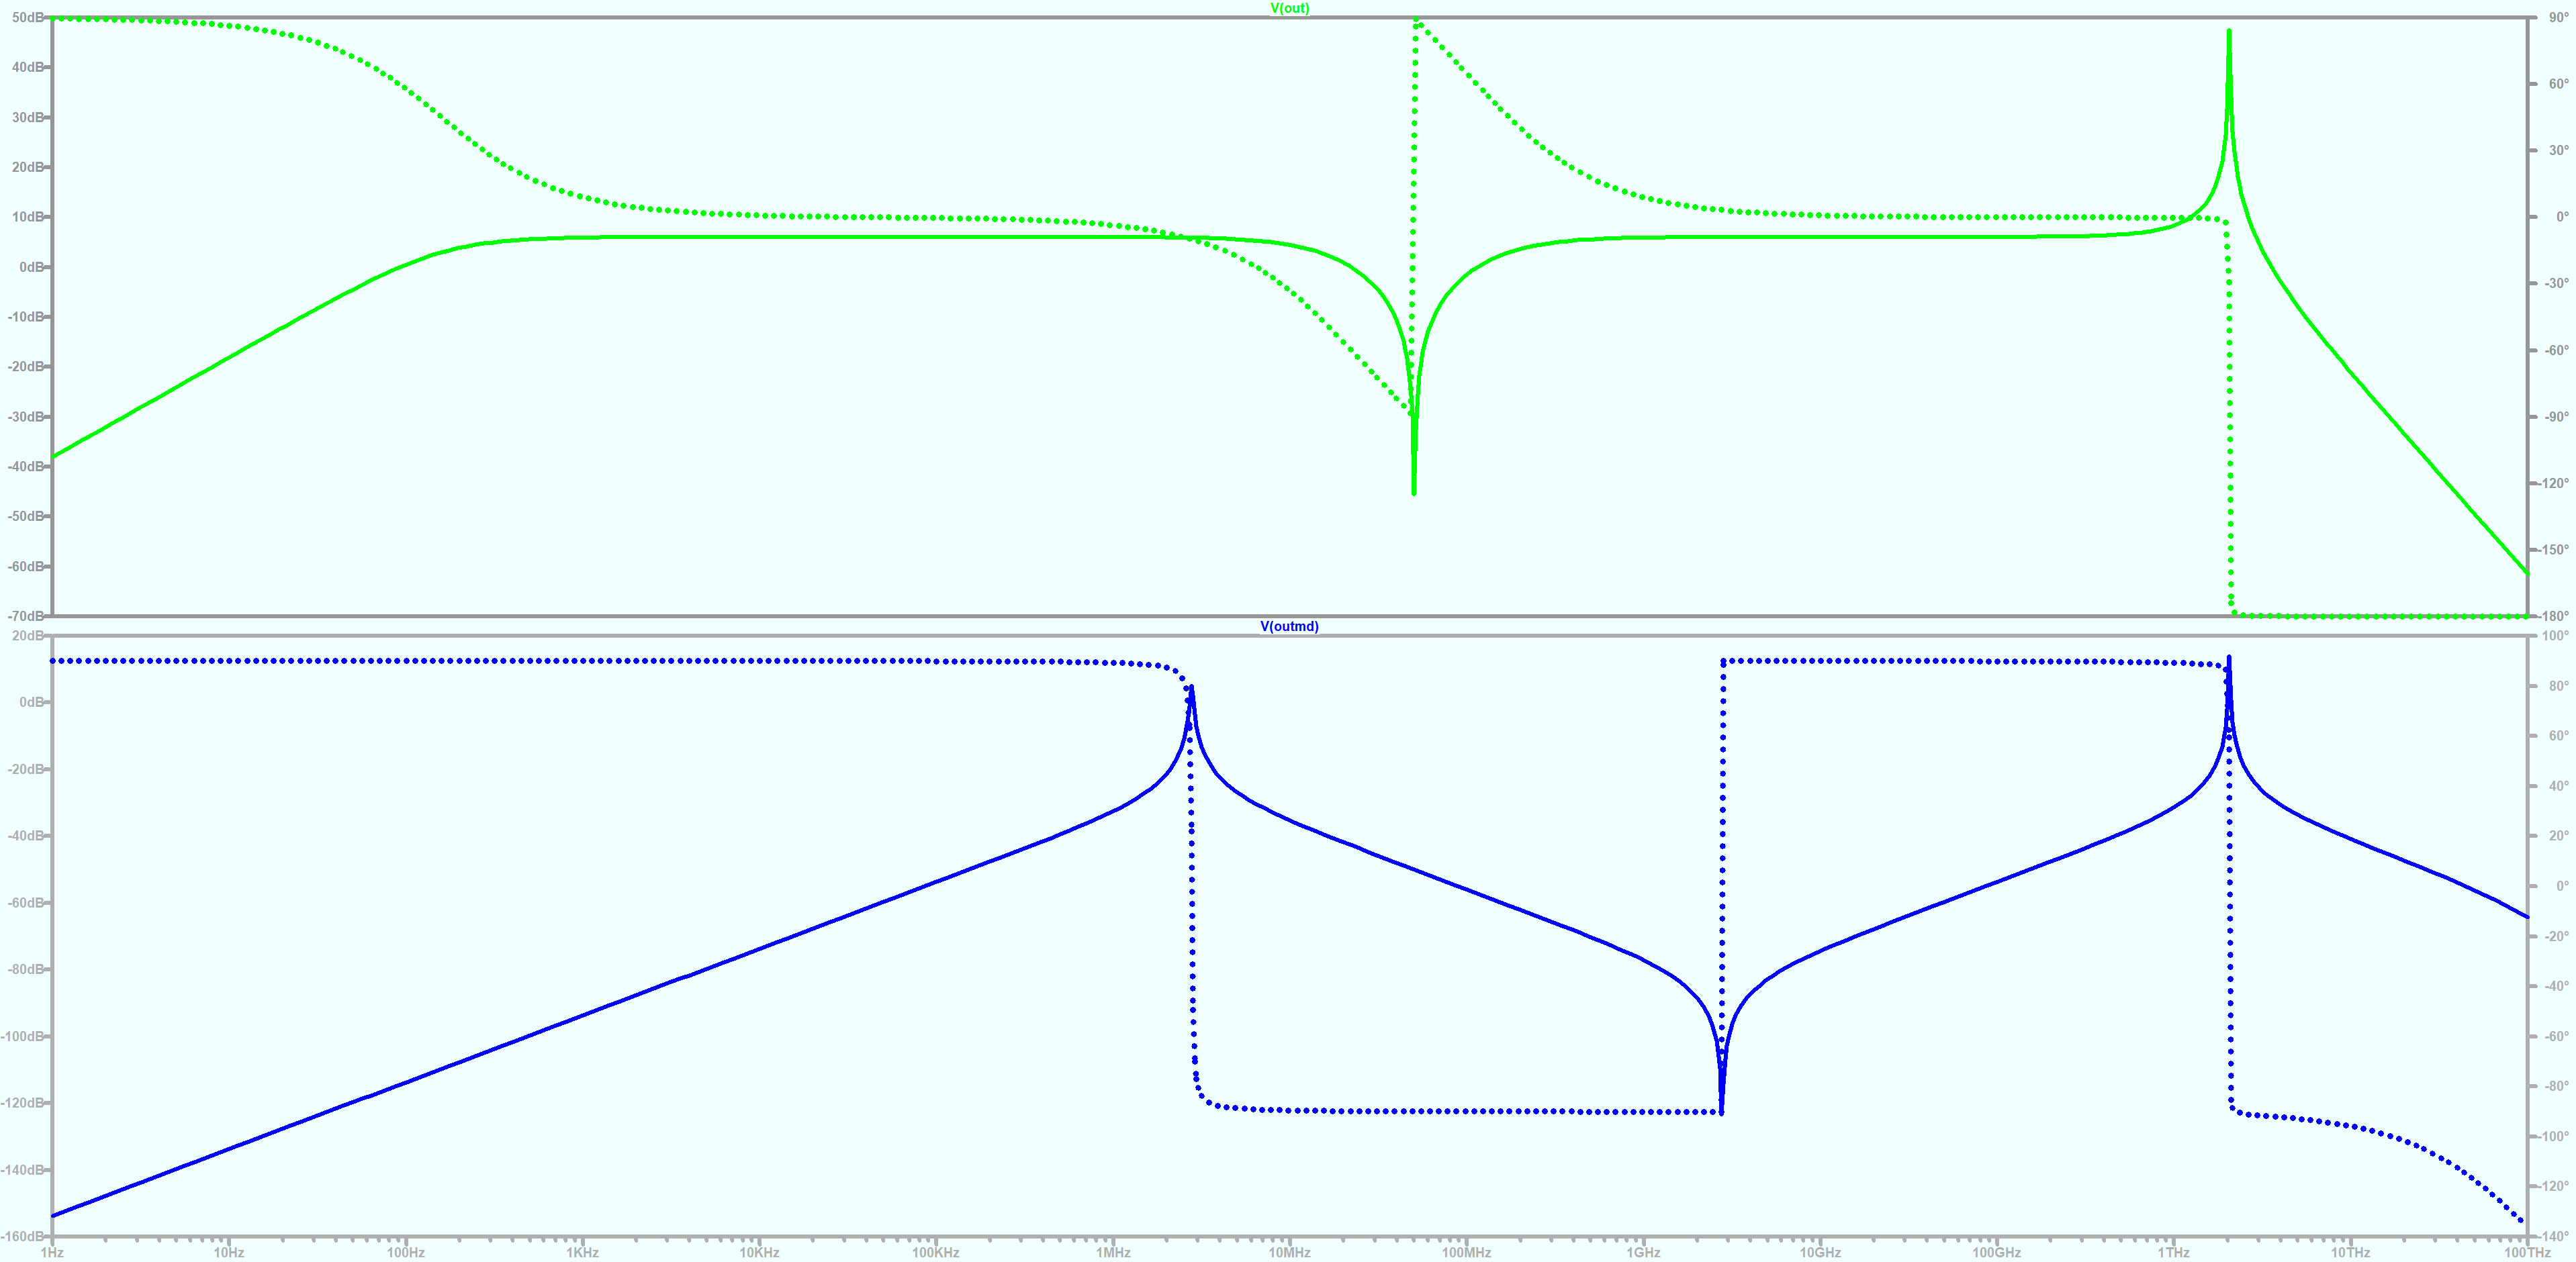 V(out)
50dB
40dB
30dB
20dB
10dB
0dB
-10dB
-20dB
-30dB
-40dB
-50dB
-60dB
-70dB
90°
60°
30°
0°
-30°
-60°
-90°
-120°
-150°
-180°
V(outmd)
20dB
0dB
-20dB
-40dB
-60dB
-80dB
-100dB
-120dB
-140dB
-160dB
100°
80°
60°
40°
20°
0°
-20°
-40°
-60°
-80°
-100°
-120°
-140°
1Hz 10Hz 100Hz 1KHz 10KHz 100KHz 1MHz 10MHz 100MHz 1GHz 10GHz 100GHz 1THz 10THz 100THz